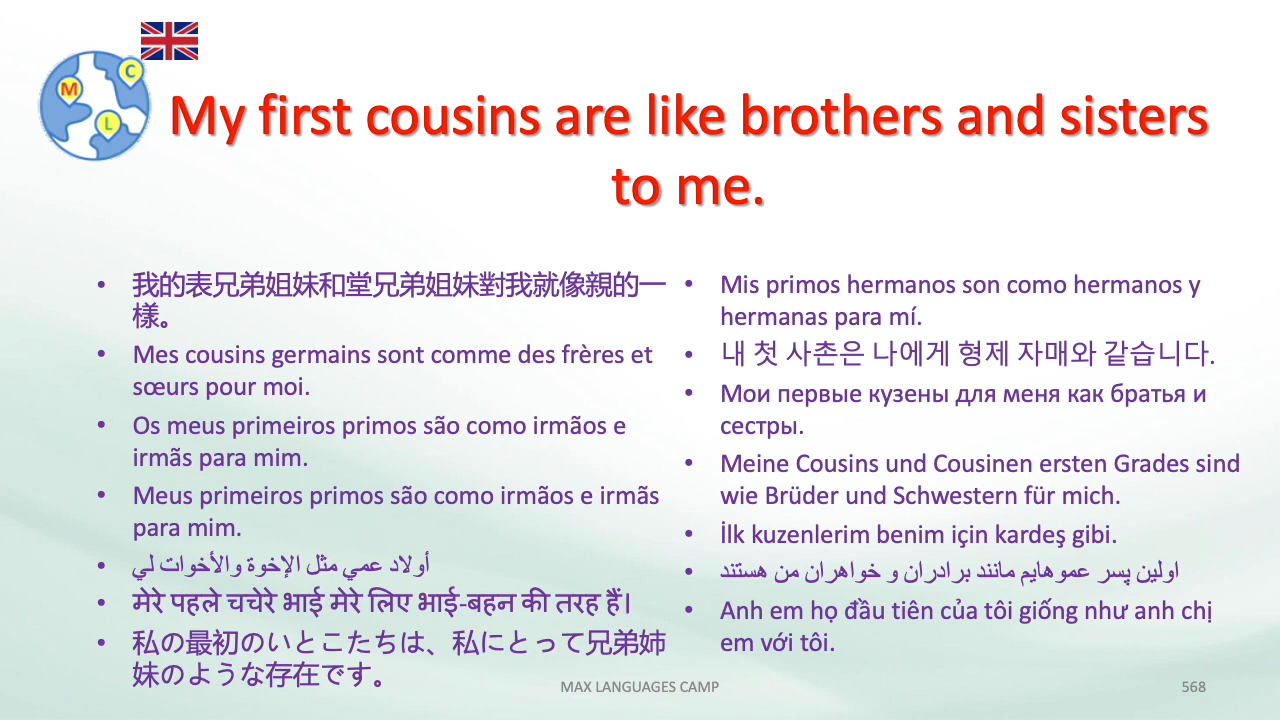 M
C
L
My first cousins are like brothers and sisters
to me.
我的表兄弟姐妹和堂兄弟姐妹對我就像親的一
樣。
Mes cousins germains sont comme des frères et
sœurs pour moi.
Os meus primeiros primos são como irmãos e
irmãs para mim.
Meus primeiros primos são como irmãos e irmãs
para mim.
أولاد عمي مثل الإخوة والأخوات لي
मेरे पहले चचेरे भाई मेरे लिए भाई-बहन की तरह हैं।
私の最初のいとこたちは、私にとって兄弟姉
妹のような存在です。
Mis primos hermanos son como hermanos y
hermanas para mí.
내 첫 사촌은 나에게 형제 자매와 같습니다.
Мои первые кузены для меня как братья и
сестры.
Meine Cousins und Cousinen ersten Grades sind
wie Brüder und Schwestern für mich.
İlk kuzenlerim benim için kardeş gibi.
اولین پسر عموهایم مانند برادران و خواهران من هستند
Anh em họ đầu tiên của tôi giống như anh chị
em với tôi.
MAX LANGUAGES CAMP
568